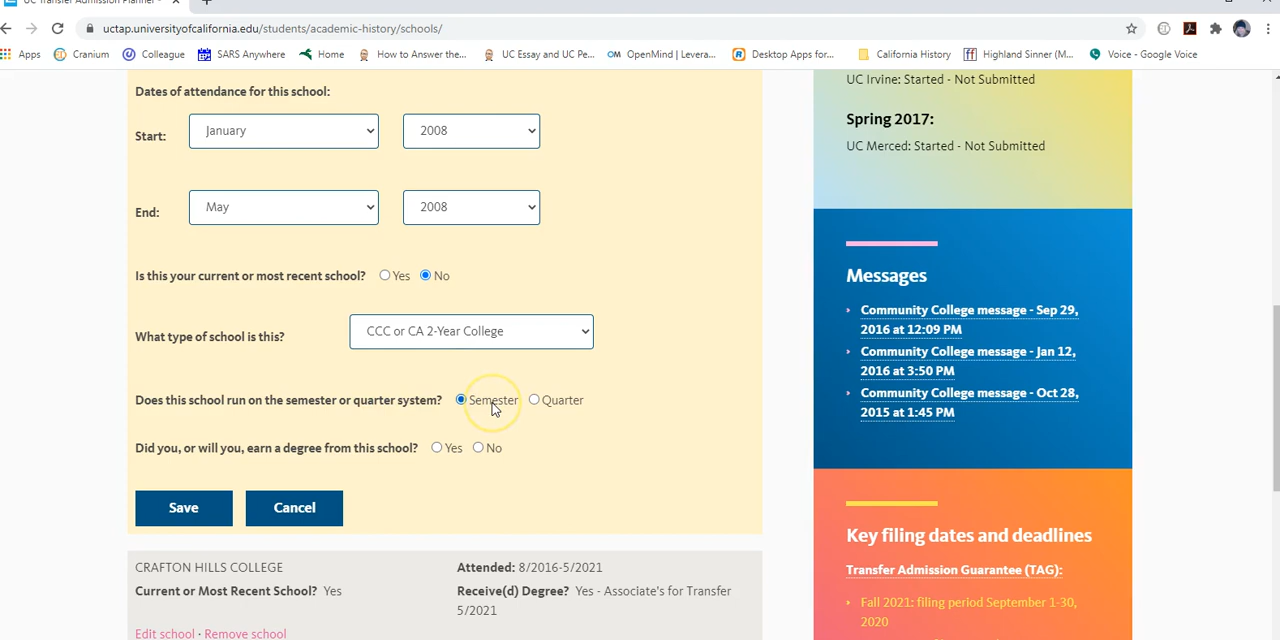 UC Transfer Admission Planner -
uctap.universityofcalifornia.edu/students/academic-history/schools/
Apps Cranium Colleague SARS Anywhere Home How to Answer the... UC Essay and UC Pe... OpenMind (Levera... Desktop Apps for... California History Highland Sinner (M... Voice - Google Voice
Dates of attendance for this school:
Start: January 2008
End: May 2008
Is this your current or most recent school? Yes No
What type of school is this? CCC or CA 2-Year College
Does this school run on the semester or quarter system? Semester Quarter
Did you, or will you, earn a degree from this school? Yes No
Save Cancel
CRAFTON HILLS COLLEGE Attended: 8/2016-5/2021
Current or Most Recent School? Yes Receive(d) Degree? Yes - Associate's for Transfer
5/2021
Edit school · Remove school
UC Irvine: Started - Not Submitted
Spring 2017:
UC Merced: Started - Not Submitted
Messages
Community College message - Sep 29,
2016 at 12:09 PM
Community College message - Jan 12,
2016 at 3:50 PM
Community College message - Oct 28,
2015 at 1:45 PM
Key filing dates and deadlines
Transfer Admission Guarantee (TAG):
Fall 2021: filing period September 1-30,
2020